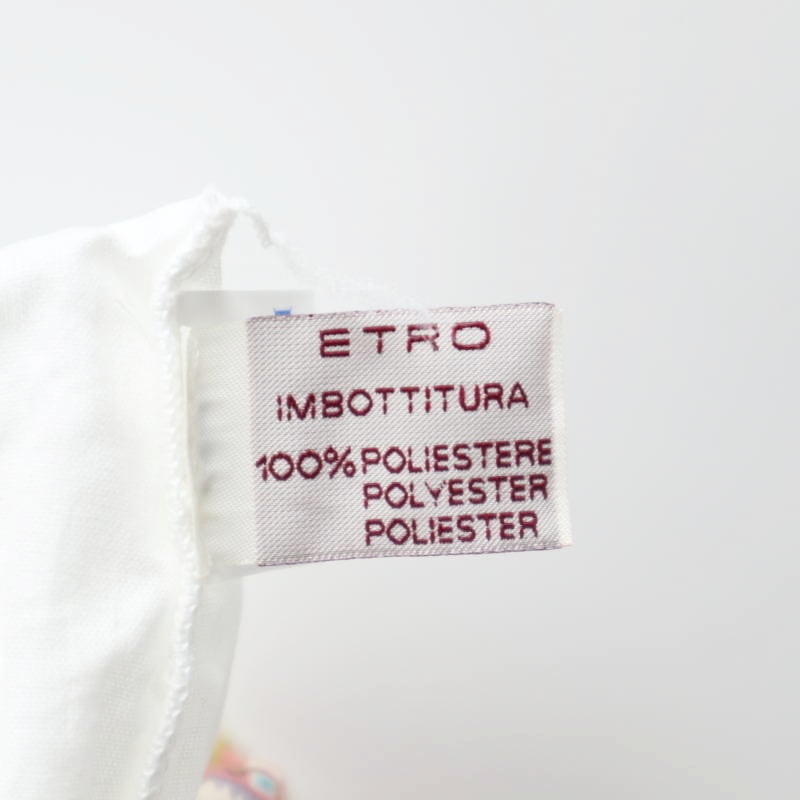 ETRO
IMBOTTITURA
100% POLIESTERE
POLYESTER
POLIESTER